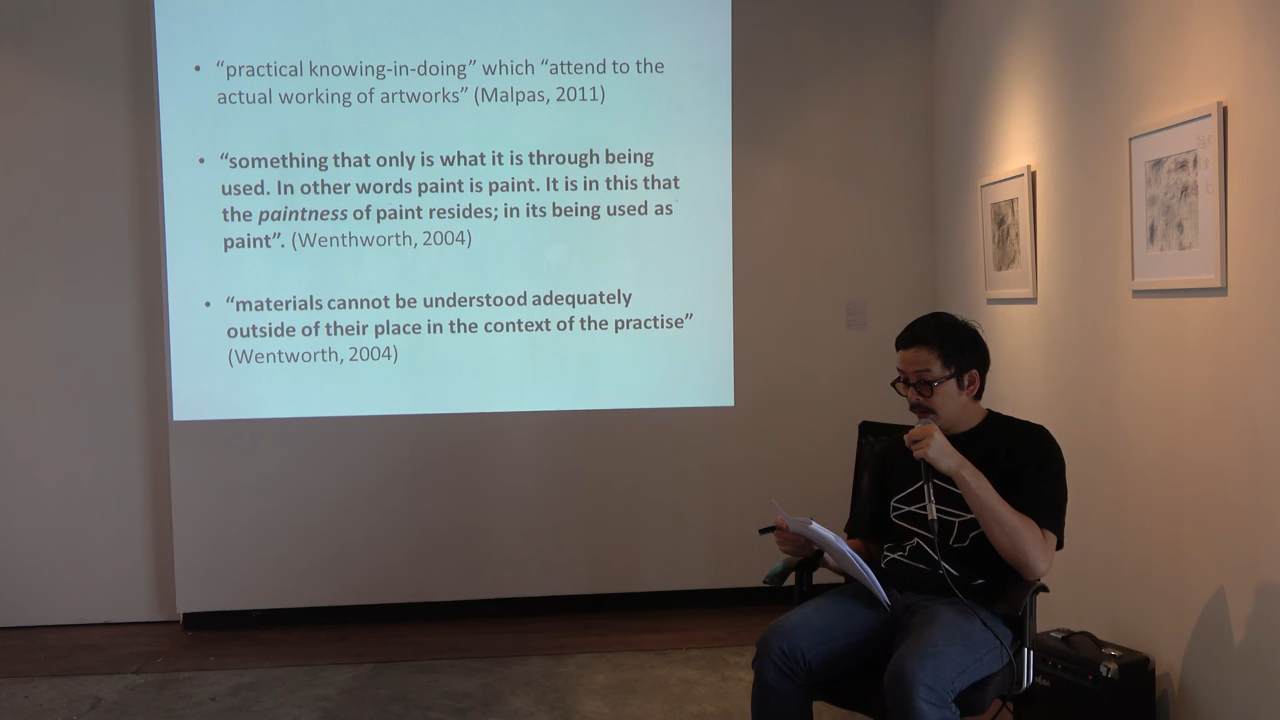 • “practical knowing-in-doing” which “attend to the
actual working of artworks” (Malpas, 2011)
• “something that only is what it is through being
used. In other words paint is paint. It is in this that
the paintness of paint resides; in its being used as
paint”. (Wenthworth, 2004)
• “materials cannot be understood adequately
outside of their place in the context of the practise”
(Wentworth, 2004)